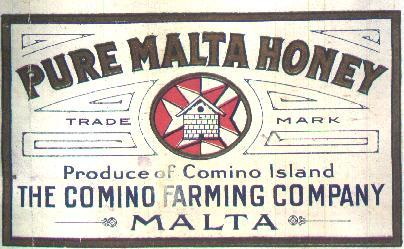 PURE MALTA HONEY
TRADE MARK
Produce of Comino Island
THE COMINO FARMING COMPANY
MALTA